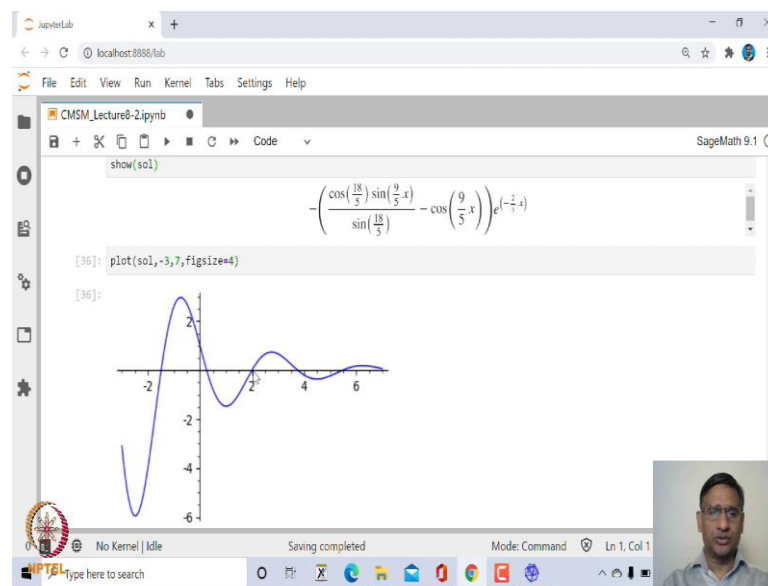 JupyterLab
localhost:8888/lab
File Edit View Run Kernel Tabs Settings Help
CMSM_Lecture8-2.ipynb
Code
SageMath 9.1
show(sol)
-(cos(18/5) sin(9/5 x) / sin(18/5) - cos(9/5 x)) e^(-2/5 x)
[36]: plot(sol,-3,7,figsize=4)
[36]:
2
-2 2 4 6
-2
-4
-6
0 No Kernel | Idle Saving completed Mode: Command Ln 1, Col 1
NPTEL
Type here to search